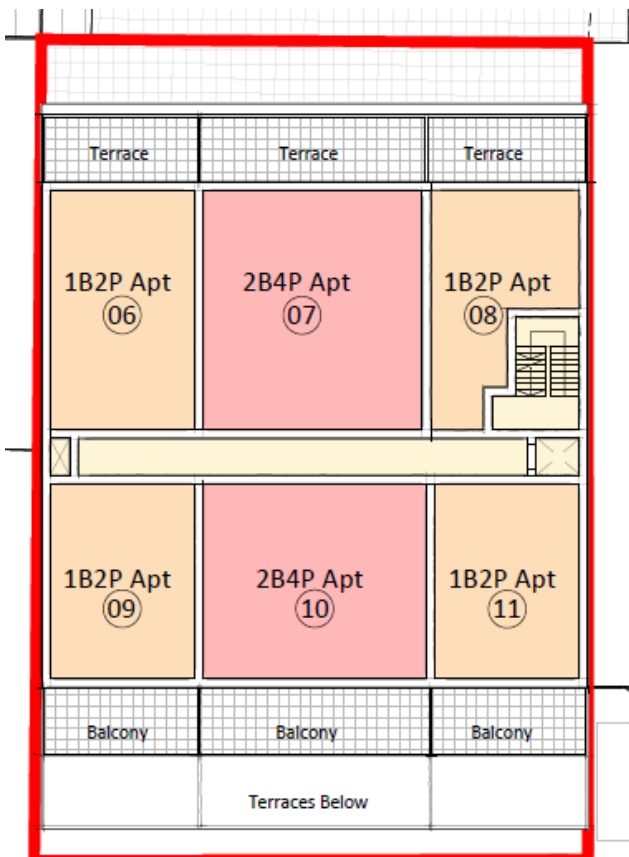 Terrace Terrace Terrace
1B2P Apt 2B4P Apt 1B2P Apt
06 07 08
1B2P Apt 2B4P Apt 1B2P Apt
09 10 11
Balcony Balcony Balcony
Terraces Below